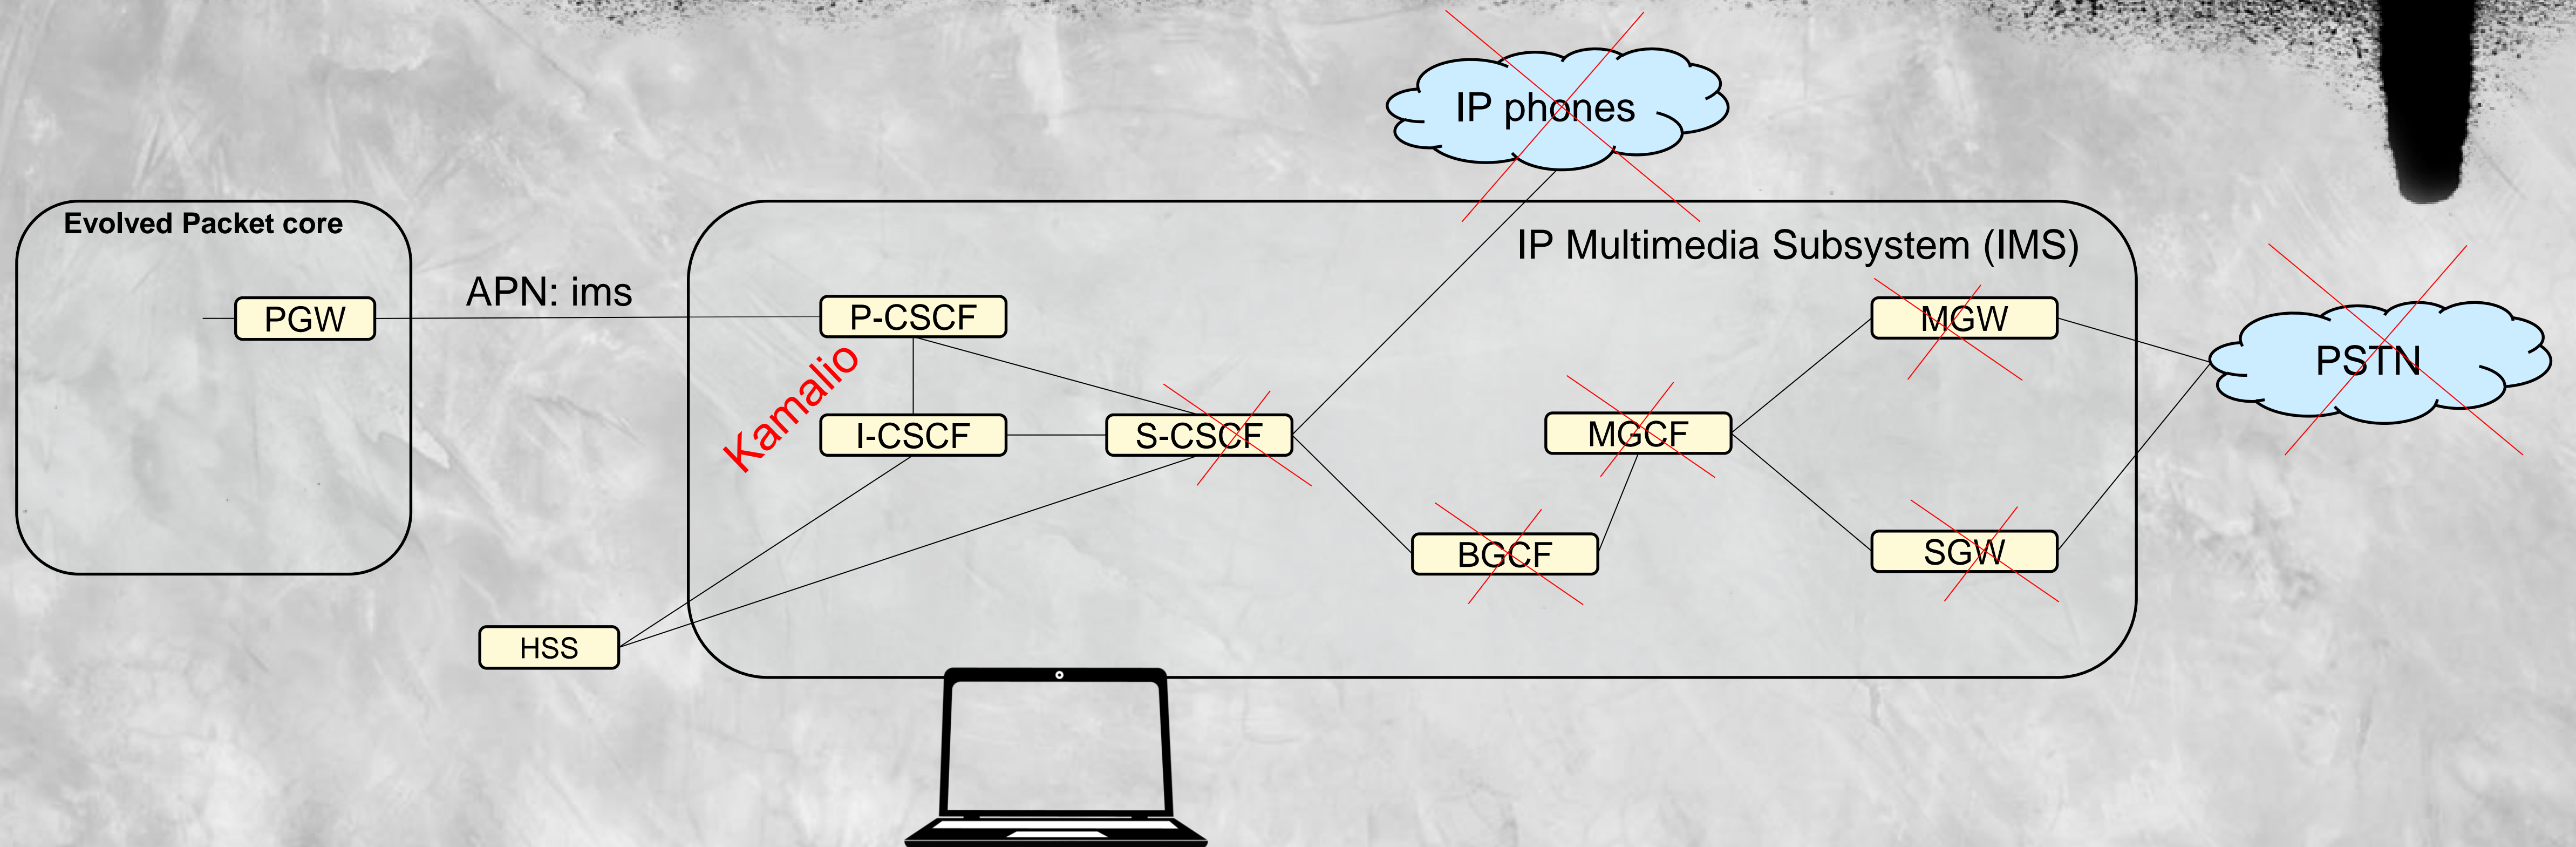 IP phones
Evolved Packet core
IP Multimedia Subsystem (IMS)
APN: ims
PGW
P-CSCF
MGW
PSTN
Kamalio
I-CSCF
S-CSCF
MGCF
BGCF
SGW
HSS